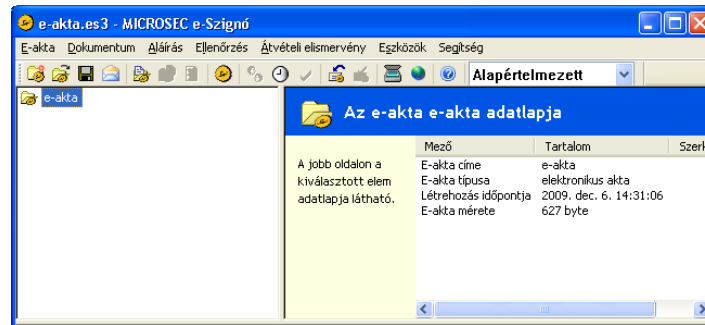 e-akta.es3 - MICROSEC e-Szignó
E-akta Dokumentum Aláírás Ellenőrzés Átvételi elismervény Eszközök Segítség
Alapértelmezett
e-akta
Az e-akta e-akta adatlapja
A jobb oldalon a
kiválasztott elem
adatlapja látható.
Mező Tartalom Szerk
E-akta címe e-akta
E-akta típusa elektronikus akta
Létrehozás időpontja 2009. dec. 6. 14:31:06
E-akta mérete 627 byte